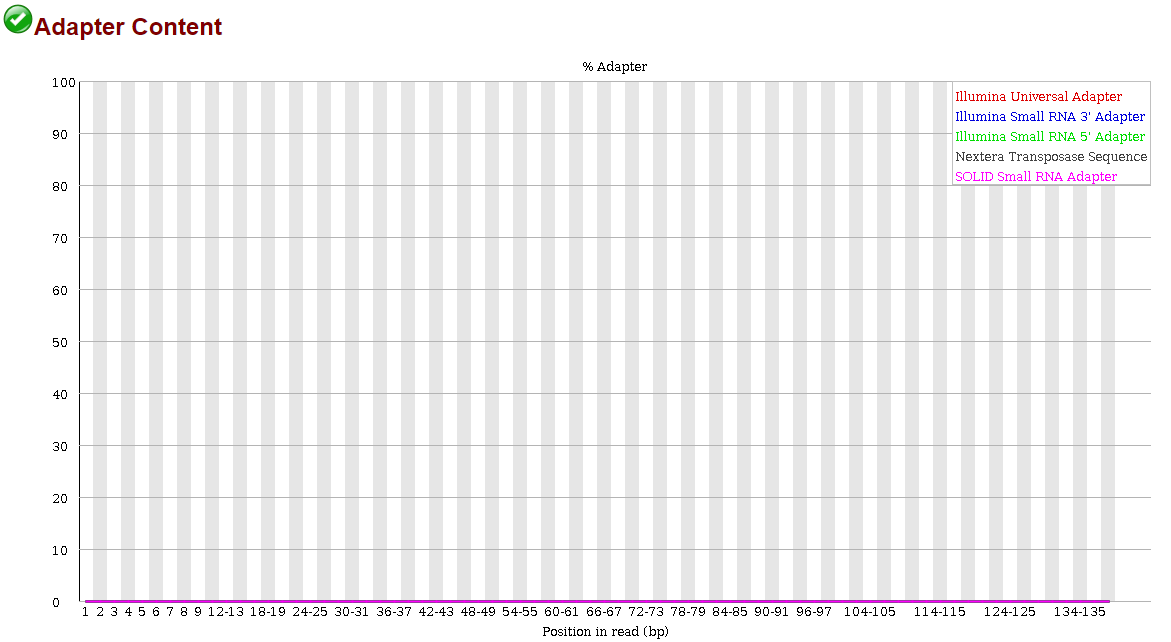 Adapter Content
% Adapter
100
90
80
70
60
50
40
30
20
10
0
Illumina Universal Adapter
Illumina Small RNA 3' Adapter
Illumina Small RNA 5' Adapter
Nextera Transposase Sequence
SOLID Small RNA Adapter
1 2 3 4 5 6 7 8 9 12-13 18-19 24-25 30-31 36-37 42-43 48-49 54-55 60-61 66-67 72-73 78-79 84-85 90-91 96-97 104-105 114-115 124-125 134-135
Position in read (bp)